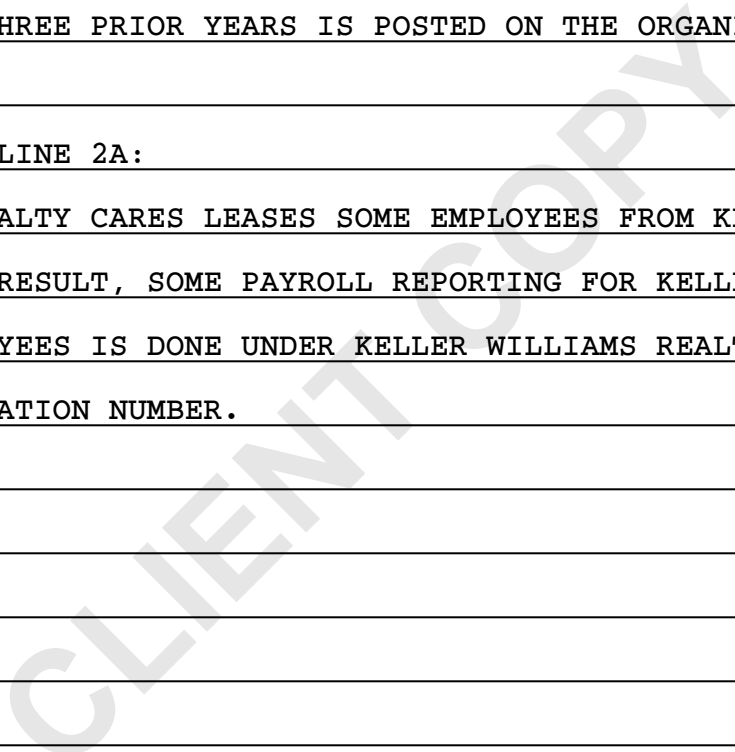 HREE PRIOR YEARS IS POSTED ON THE ORGAN
LINE 2A:
ALTY CARES LEASES SOME EMPLOYEES FROM K
RESULT, SOME PAYROLL REPORTING FOR KELL
YEES IS DONE UNDER KELLER WILLIAMS REAL
ATION NUMBER.
CLIENT COPY